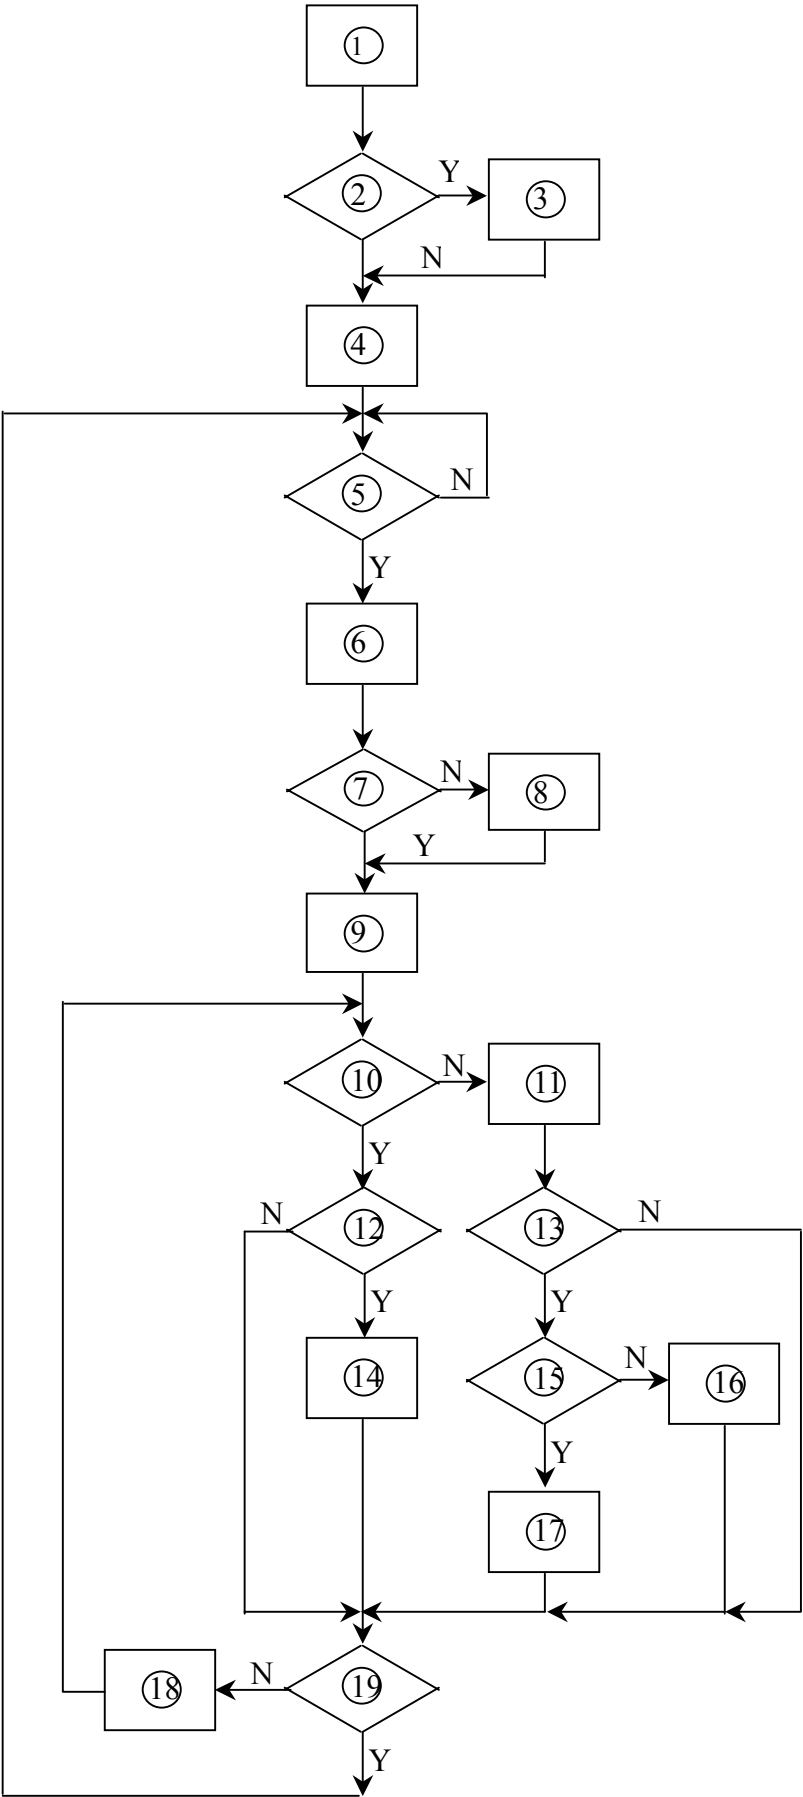 ①
② Y ③
N
④
⑤ N
Y
⑥
⑦ N ⑧
Y
⑨
⑩ N ⑪
Y
N ⑫ ⑬ N
Y Y
⑭ ⑮ N ⑯
Y
⑰
⑱ N ⑲
Y